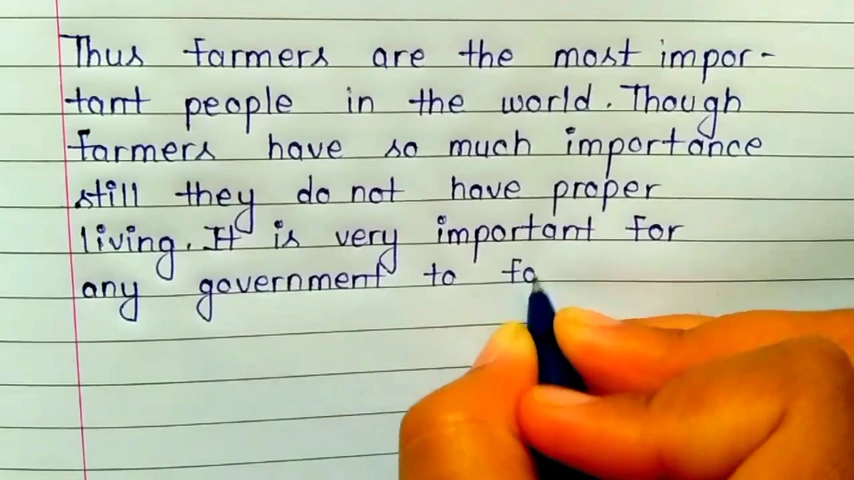 Thus farmers are the most impor-
tant people in the world. Though
farmers have so much importance
still they do not have proper
living. It is very important for
any government to fo